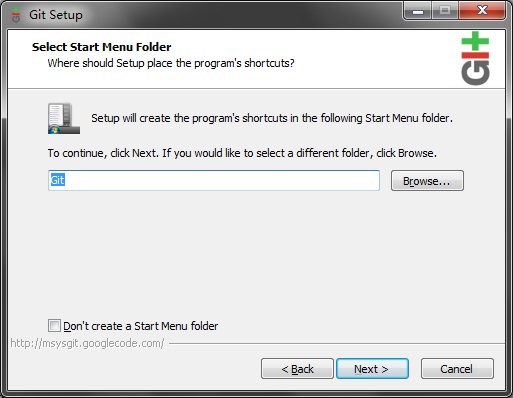 Git Setup
Select Start Menu Folder
Where should Setup place the program's shortcuts?
GIT
Setup will create the program's shortcuts in the following Start Menu folder.
To continue, click Next. If you would like to select a different folder, click Browse.
Git
Browse...
Don't create a Start Menu folder
http://msysgit.googlecode.com/
< Back
Next >
Cancel